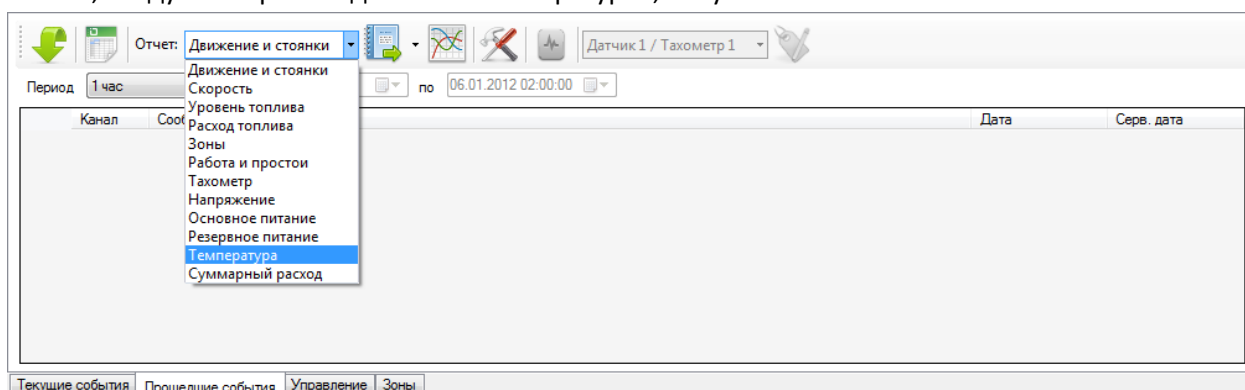 Отчет: Движение и стоянки Датчик 1 / Тахометр 1
Движение и стоянки
Период 1 час Скорость по 06.01.2012 02:00:00
Уровень топлива
Канал Расход топлива Дата Серв. дата
Зоны
Работа и простои
Тахометр
Напряжение
Основное питание
Резервное питание
Температура
Суммарный расход
Текущие события Прошедшие события Управление Зоны